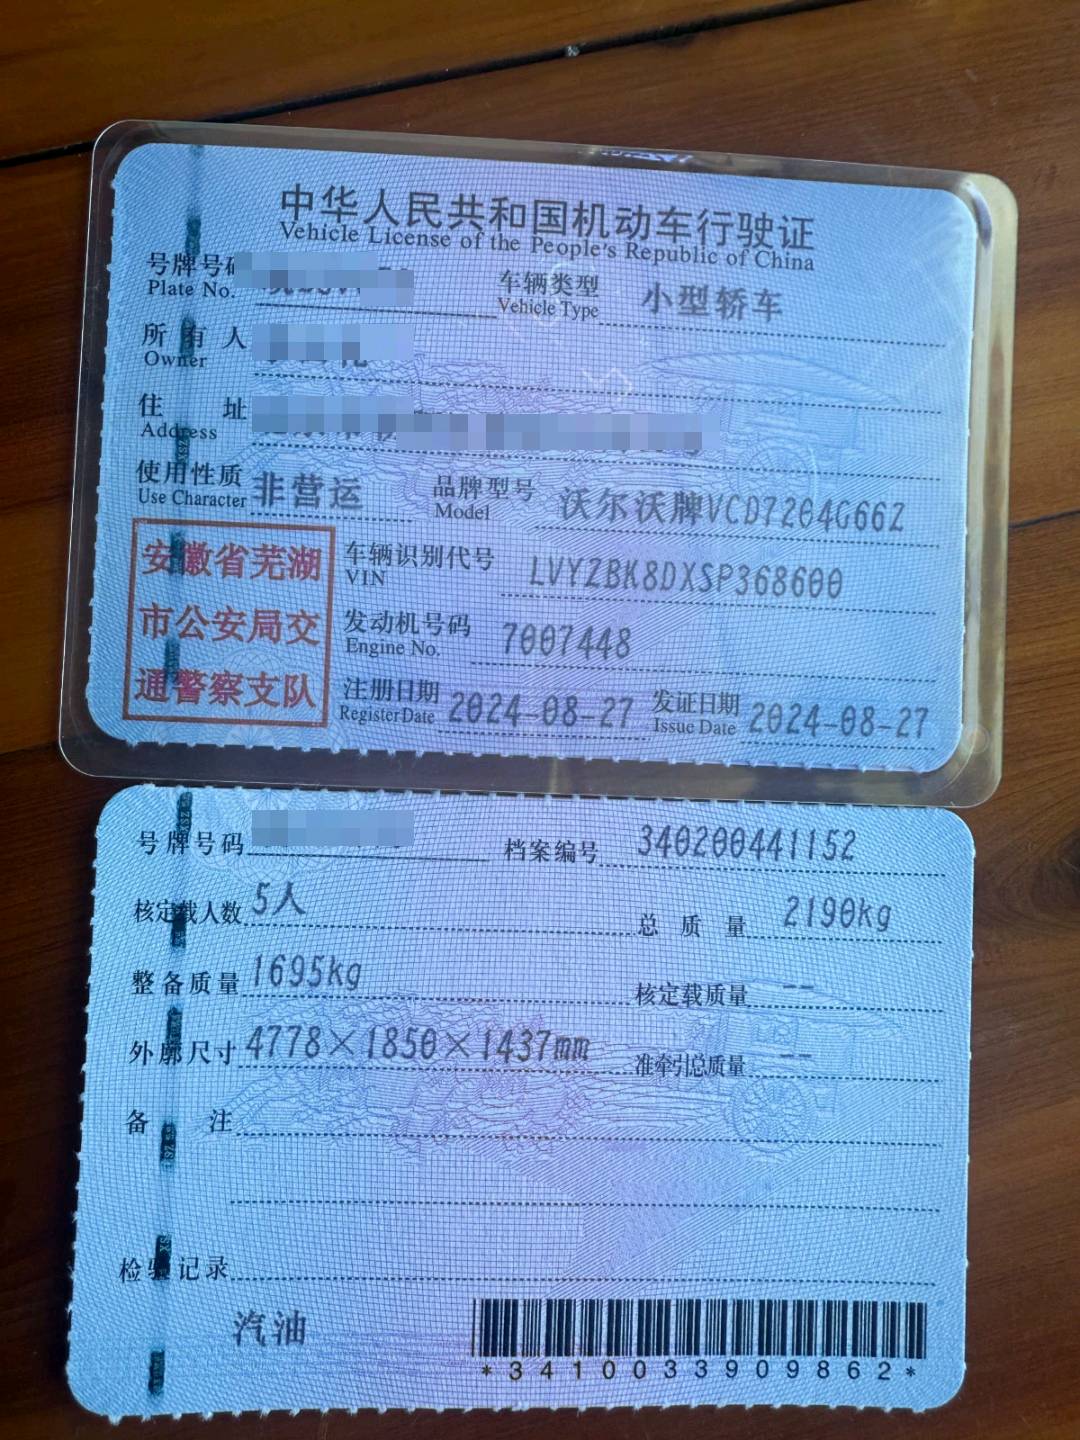 中华人民共和国机动车行驶证
Vehicle License of the People's Republic of China
号牌号码 车辆类型 小型轿车
Plate No. Vehicle Type
所有人
Owner
住址
Address
使用性质 非营运 品牌型号 沃尔沃牌VCD7204G66Z
Use Character Model
安徽省芜湖
市公安局交
通警察支队
车辆识别代号 LVYZBK8DXSP368600
VIN
发动机号码 7007448
Engine No.
注册日期 2024-08-27 发证日期 2024-08-27
Register Date Issue Date
号牌号码 档案编号 340200441152
核定载人数 5人 总质量 2190kg
整备质量 1695kg 核定载质量 --
外廓尺寸 4778×1850×1437mm 准牵引总质量 --
备注
检验记录
汽油
*3410033909862*